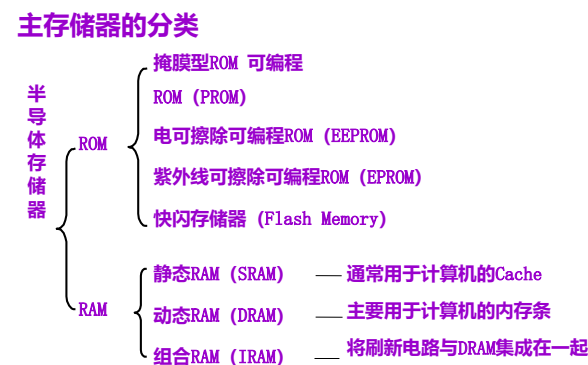 主存储器的分类
半导体存储器
ROM
掩膜型ROM 可编程
ROM (PROM)
电可擦除可编程ROM (EEPROM)
紫外线可擦除可编程ROM (EPROM)
快闪存储器 (Flash Memory)
RAM
静态RAM (SRAM) — 通常用于计算机的Cache
动态RAM (DRAM) — 主要用于计算机的内存条
组合RAM (IRAM) — 将刷新电路与DRAM集成在一起